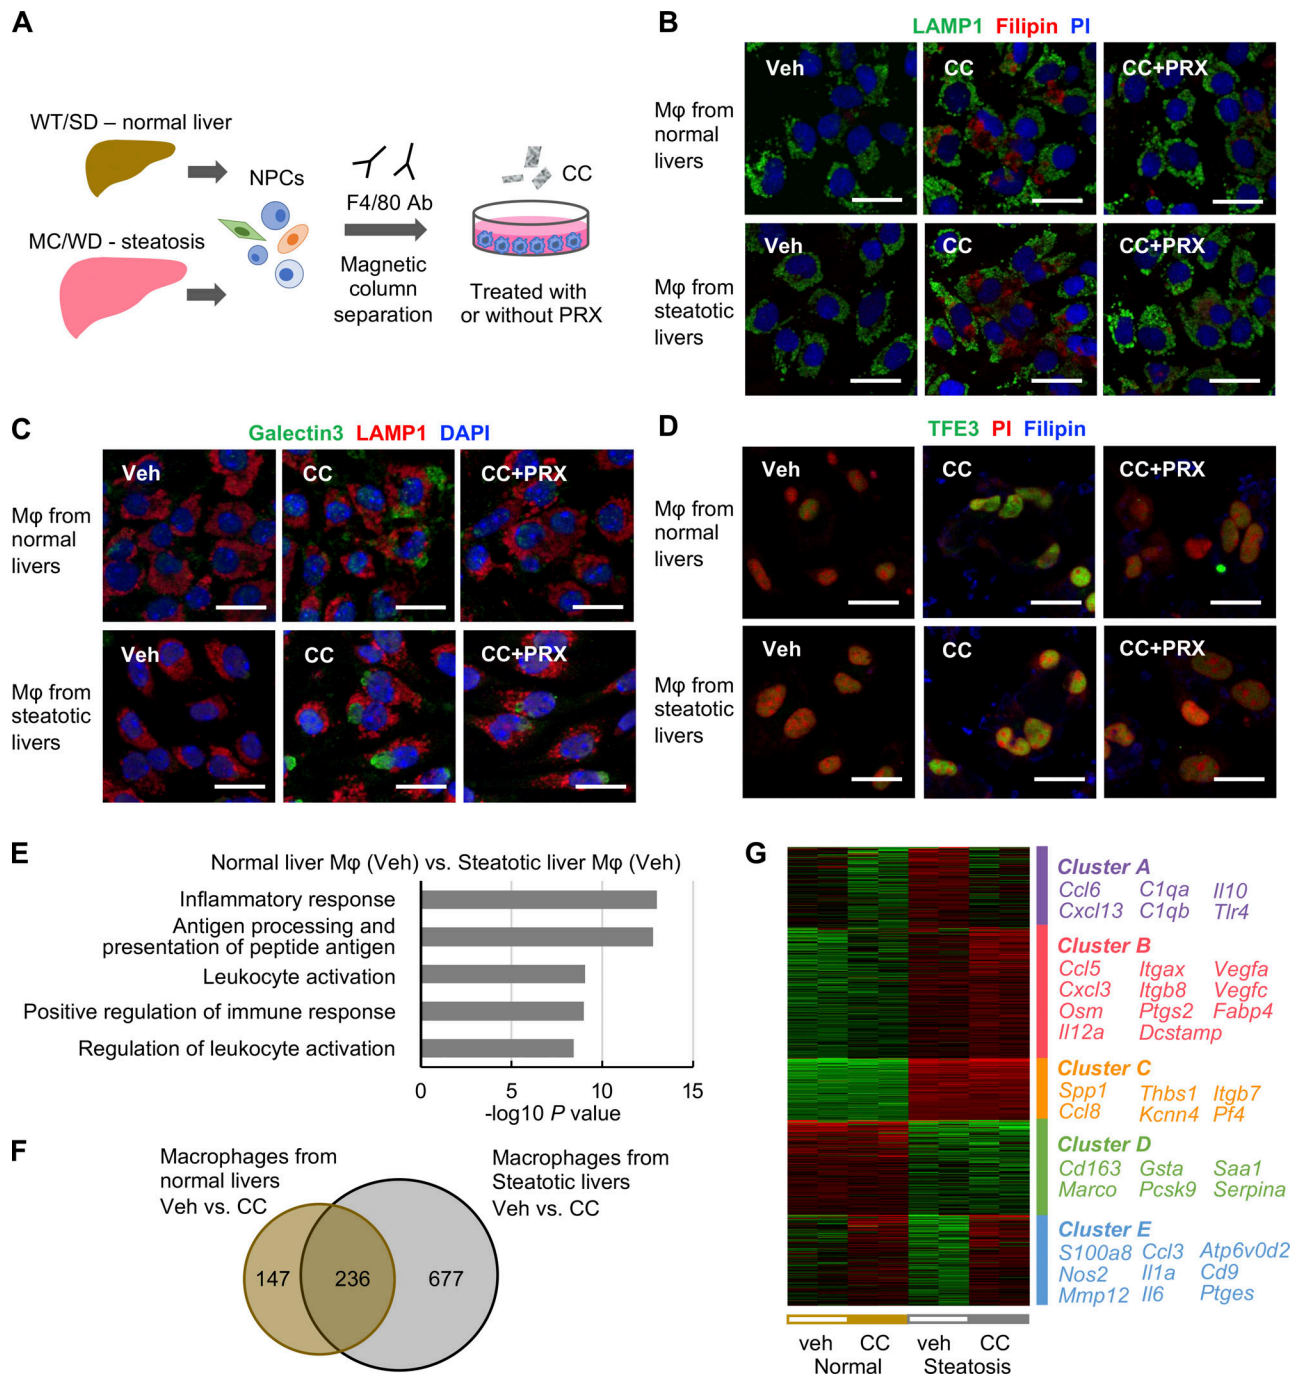 A
WT/SD – normal liver
MC/WD - steatosis
NPCs
F4/80 Ab
Magnetic
column
separation
CC
Treated with
or without PRX
B
LAMP1 Filipin PI
Mφ from
normal
livers
Veh
CC
CC+PRX
Mφ from
steatotic
livers
C
Galectin3 LAMP1 DAPI
Mφ from
normal
livers
Veh
CC
CC+PRX
Mφ from
steatotic
livers
Veh
CC
CC+PRX
D
TFE3 PI Filipin
Mφ from
normal
livers
Veh
CC
CC+PRX
Mφ from
steatotic
livers
Veh
CC
CC+PRX
E
Normal liver Mφ (Veh) vs. Steatotic liver Mφ (Veh)
Inflammatory response
Antigen processing and
presentation of peptide antigen
Leukocyte activation
Positive regulation of immune response
Regulation of leukocyte activation
0 5 10 15
-log10 P value
F
Macrophages from
normal livers
Veh vs. CC
Macrophages from
Steatotic livers
Veh vs. CC
147 236 677
G
Cluster A
Ccl6 C1qa Il10
Cxcl13 C1qb Tlr4
Cluster B
Ccl5 Itgax Vegfa
Cxcl3 Itgb8 Vegfc
Osm Ptgs2 Fabp4
Il12a Dcstamp
Cluster C
Spp1 Thbs1 Itgb7
Ccl8 Kcnn4 Pf4
Cluster D
Cd163 Gsta Saa1
Marco Pcsk9 Serpina
Cluster E
S100a8 Ccl3 Atp6v0d2
Nos2 Il1a Cd9
Mmp12 Il6 Ptges
veh CC veh CC
Normal Steatosis